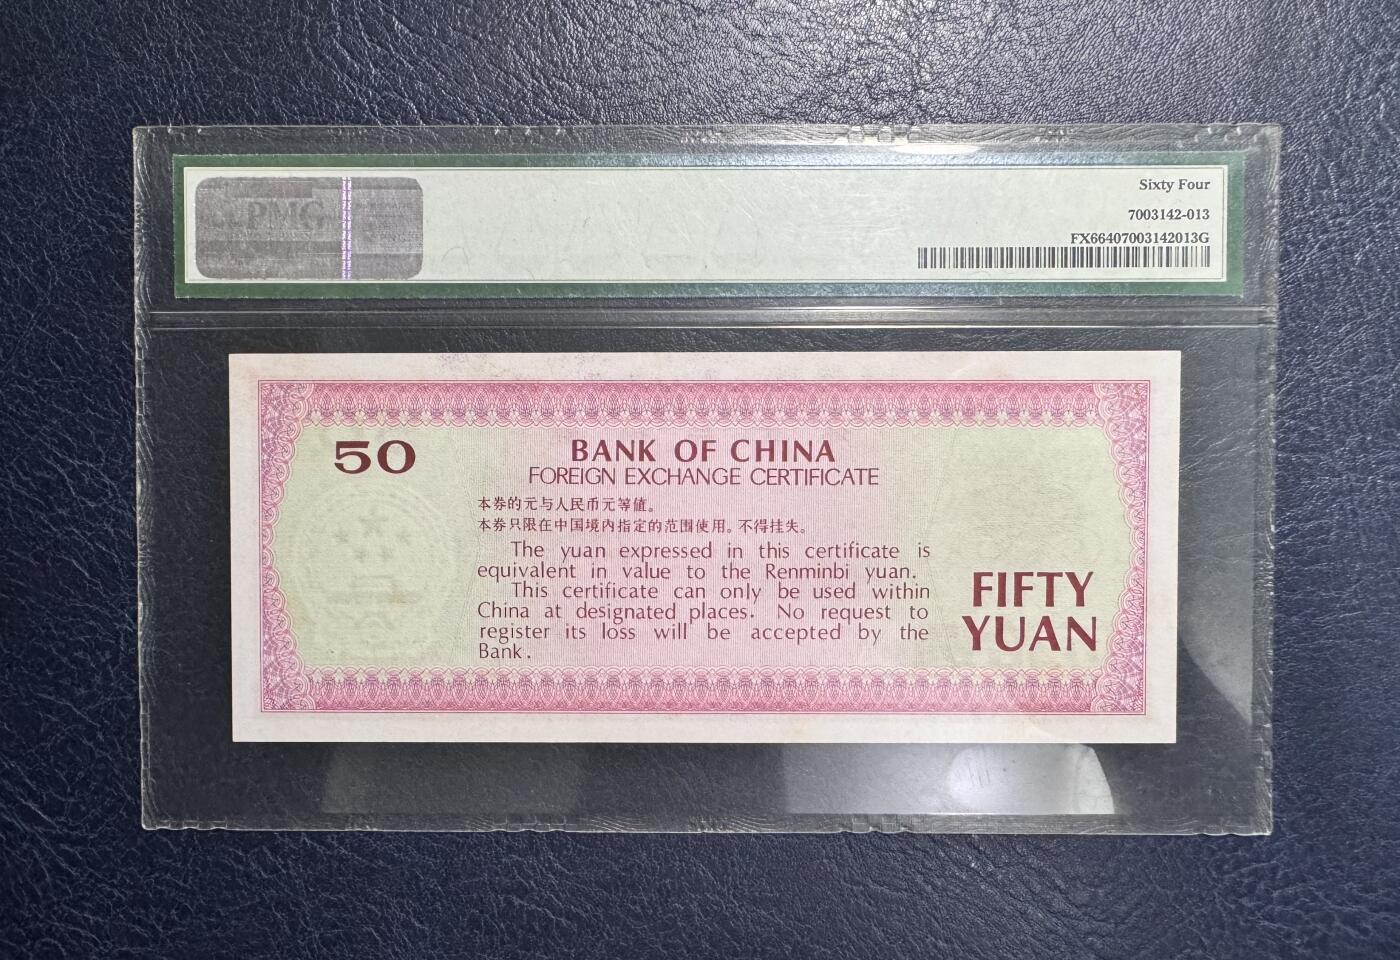 PMG
Sixty Four
7003142-013
FX66407003142013G
50
BANK OF CHINA
FOREIGN EXCHANGE CERTIFICATE
本券的元与人民币元等值。
本券只限在中国境内指定的范围使用。不得挂失。
The yuan expressed in this certificate is
equivalent in value to the Renminbi yuan.
This certificate can only be used within
China at designated places. No request to
register its loss will be accepted by the
Bank.
FIFTY
YUAN